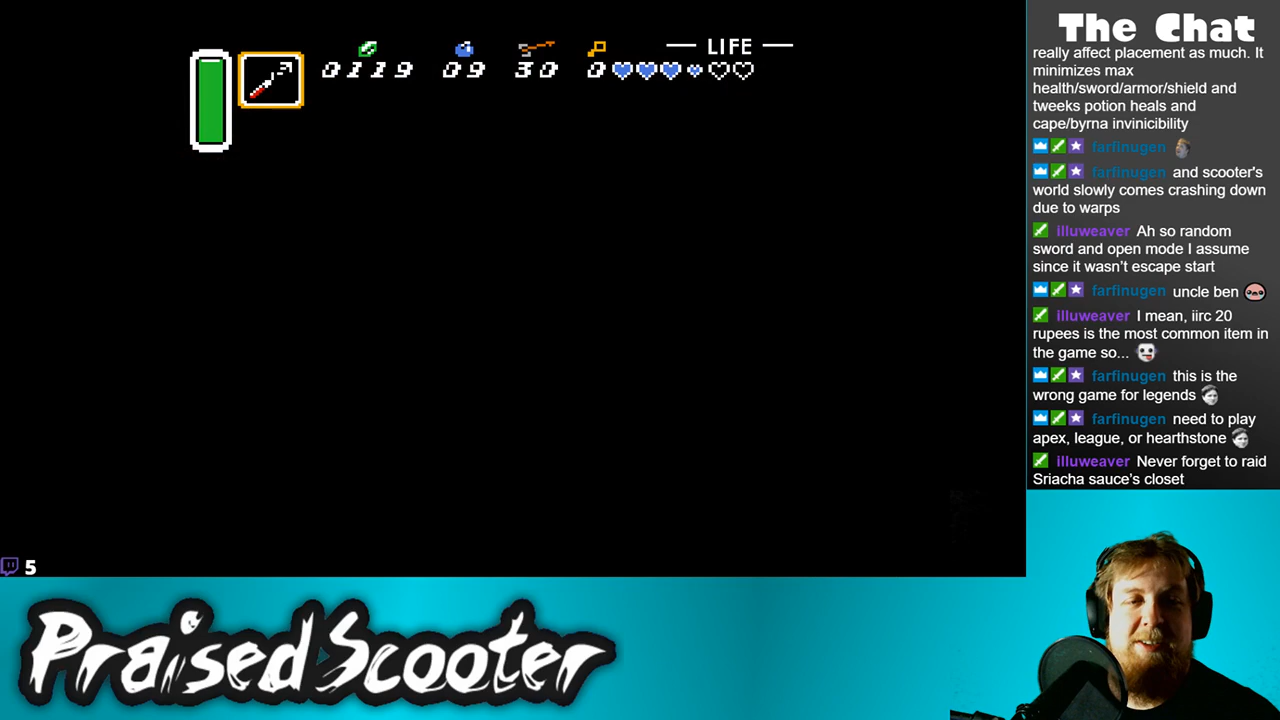 LIFE
0119 09 30 0
The Chat
really affect placement as much. It
minimizes max
health/sword/armor/shield and
tweeks potion heals and
cape/byrna invinicibility
farfinugen
farfinugen and scooter's
world slowly comes crashing down
due to warps
illuweaver Ah so random
sword and open mode I assume
since it wasn't escape start
farfinugen uncle ben
illuweaver I mean, iirc 20
rupees is the most common item in
the game so...
farfinugen this is the
wrong game for legends
farfinugen need to play
apex, league, or hearthstone
illuweaver Never forget to raid
Sriacha sauce's closet
5
PraisedScooter